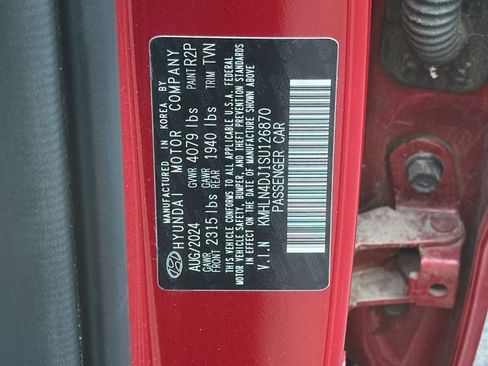 MANUFACTURED IN KOREA BY
HYUNDAI MOTOR COMPANY
AUG/2024 GVWR 4079 lbs PAINT R2P
GAWR FRONT 2315 lbs GAWR REAR 1940 lbs TRIM TVN
THIS VEHICLE CONFORMS TO ALL APPLICABLE U.S.A. FEDERAL
MOTOR VEHICLE SAFETY, BUMPER, AND THEFT PREVENTION STANDARDS
IN EFFECT ON THE DATE OF MANUFACTURE SHOWN ABOVE.
V.I.N KMHLN4DJ1SU126870
PASSENGER CAR